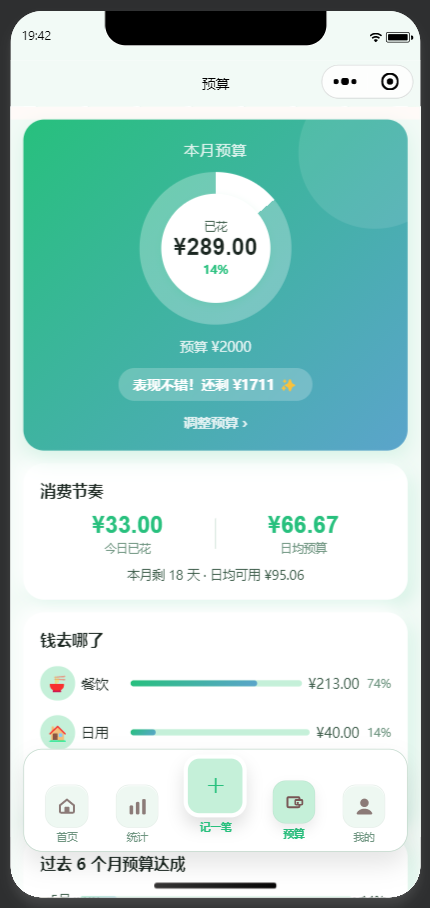 19:42
预算
本月预算
已花
¥289.00
14%
预算 ¥2000
表现不错！还剩 ¥1711 ✨
调整预算 ›
消费节奏
¥33.00
¥66.67
今日已花
日均预算
本月剩 18 天 · 日均可用 ¥95.06
钱去哪了
餐饮 ¥213.00 74%
日用 ¥40.00 14%
首页
统计
记一笔
预算
我的
过去 6 个月预算达成